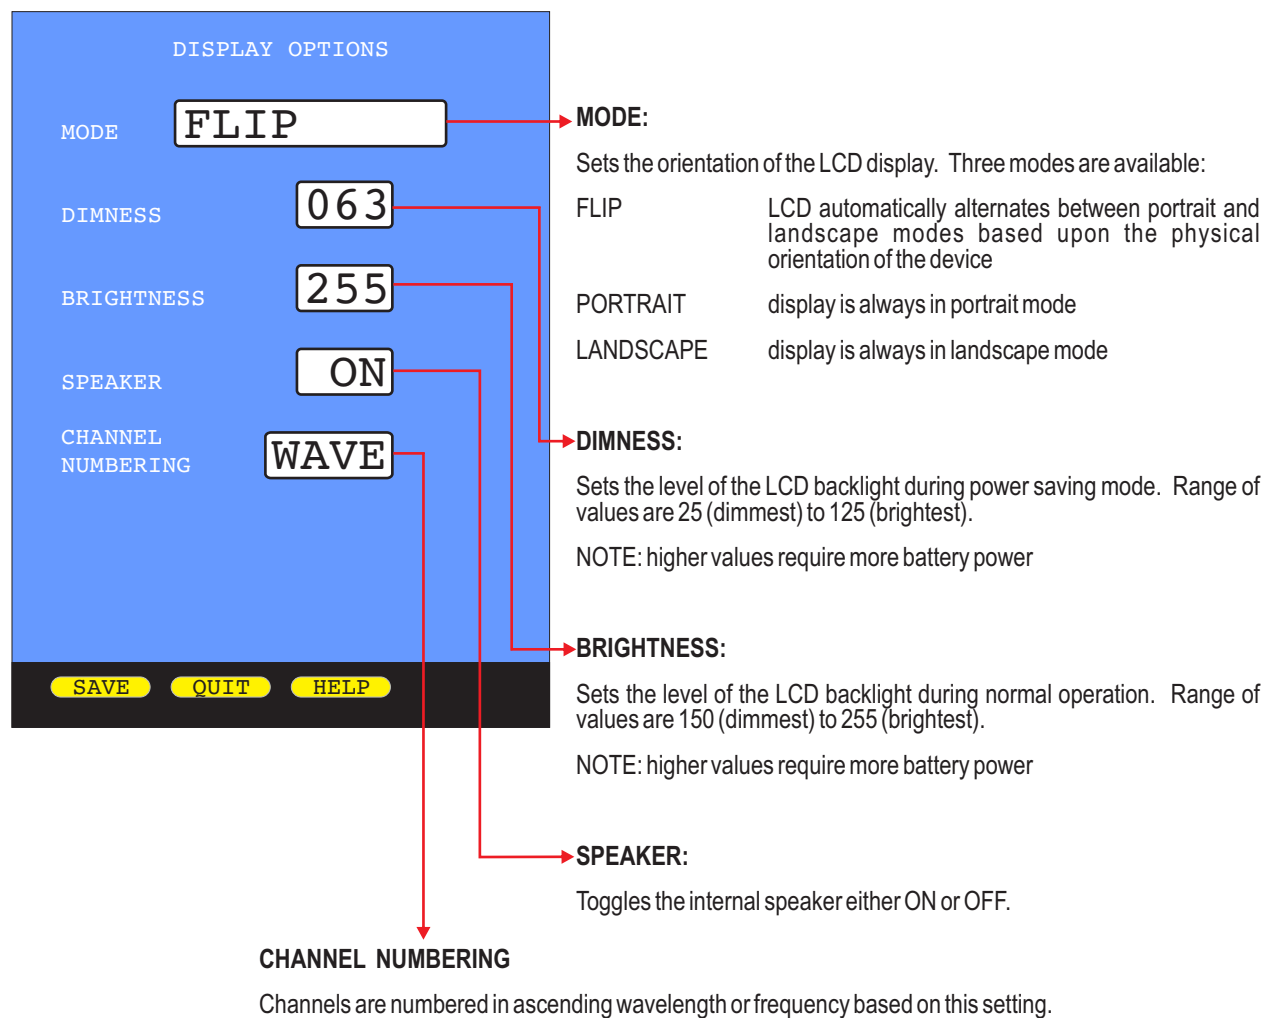 DISPLAY OPTIONS
MODE
FLIP
DIMNESS
063
BRIGHTNESS
255
SPEAKER
ON
CHANNEL
NUMBERING
WAVE
SAVE
QUIT
HELP
MODE:
Sets the orientation of the LCD display. Three modes are available:
FLIP
LCD automatically alternates between portrait and
landscape modes based upon the physical
orientation of the device
PORTRAIT
display is always in portrait mode
LANDSCAPE
display is always in landscape mode
DIMNESS:
Sets the level of the LCD backlight during power saving mode. Range of
values are 25 (dimmest) to 125 (brightest).
NOTE: higher values require more battery power
BRIGHTNESS:
Sets the level of the LCD backlight during normal operation. Range of
values are 150 (dimmest) to 255 (brightest).
NOTE: higher values require more battery power
SPEAKER:
Toggles the internal speaker either ON or OFF.
CHANNEL NUMBERING
Channels are numbered in ascending wavelength or frequency based on this setting.